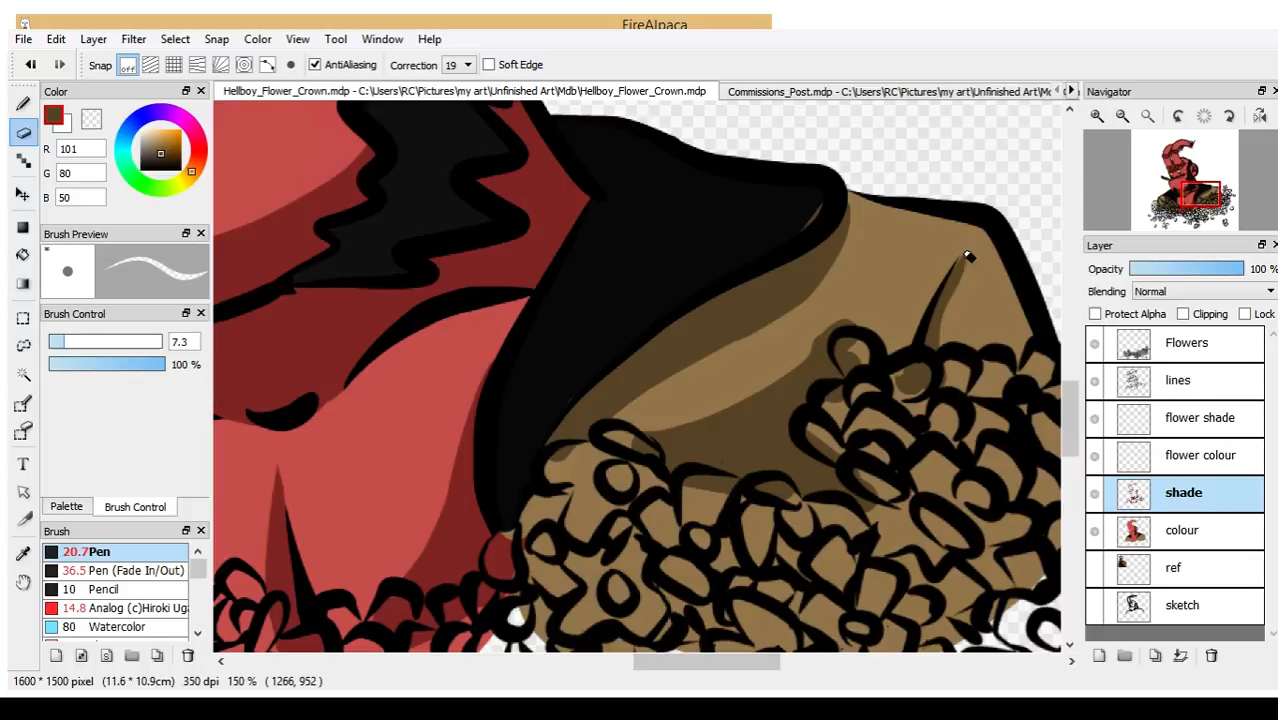 FireAlpaca
File Edit Layer Filter Select Snap Color View Tool Window Help
Snap off AntiAliasing Correction 19 Soft Edge
Color
Hellboy_Flower_Crown.mdp - C:\Users\RC\Pictures\my art\Unfinished Art\Mdb\Hellboy_Flower_Crown.mdp
Commissions_Post.mdp - C:\Users\RC\Pictures\my art\Unfinished Art\Mc
Navigator
R 101
G 80
B 50
Brush Preview
*
Brush Control
7.3
100 %
Layer
Opacity 100 %
Blending Normal
Protect Alpha Clipping Lock
Flowers
lines
flower shade
flower colour
shade
colour
ref
sketch
Palette Brush Control
Brush
20.7 Pen
36.5 Pen (Fade In/Out)
10 Pencil
14.8 Analog (c)Hiroki Ug
80 Watercolor
1600 * 1500 pixel (11.6 * 10.9cm) 350 dpi 150 % ( 1266, 952 )